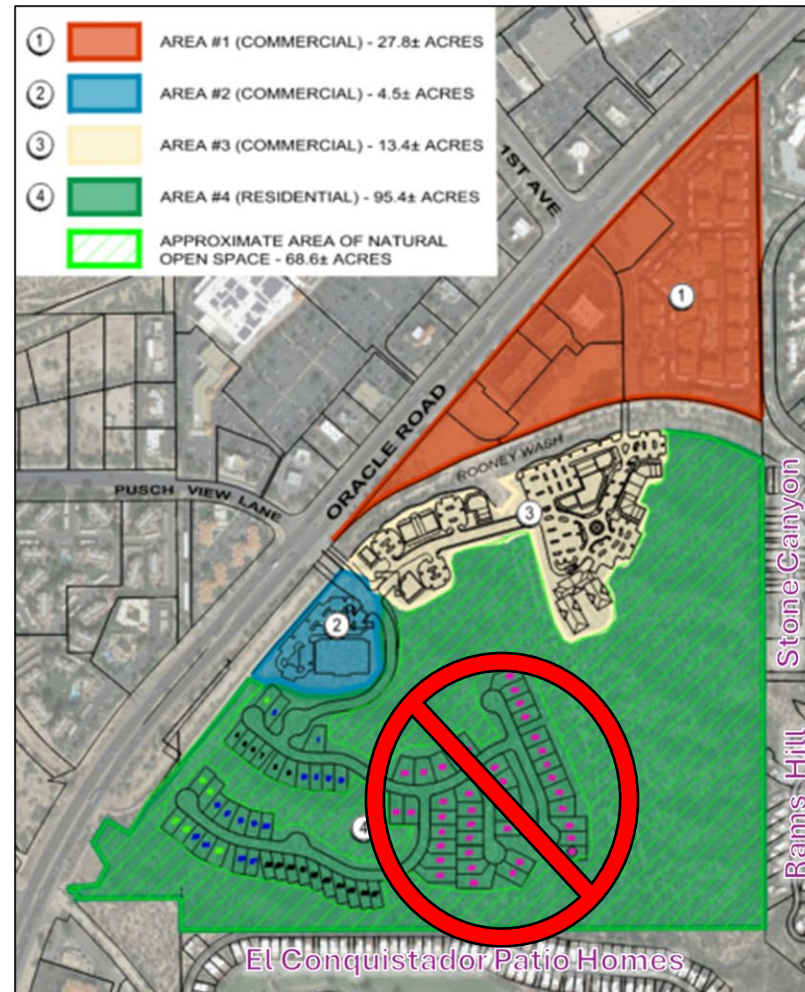 1 AREA #1 (COMMERCIAL) - 27.8± ACRES
2 AREA #2 (COMMERCIAL) - 4.5± ACRES
3 AREA #3 (COMMERCIAL) - 13.4± ACRES
4 AREA #4 (RESIDENTIAL) - 95.4± ACRES
APPROXIMATE AREA OF NATURAL
OPEN SPACE - 68.6± ACRES
1ST AVE
1
ORACLE ROAD
ROONEY WASH
PUSCH VIEW LANE
3
Stone Canyon
2
Rams Hill
4
El Conquistador Patio Homes